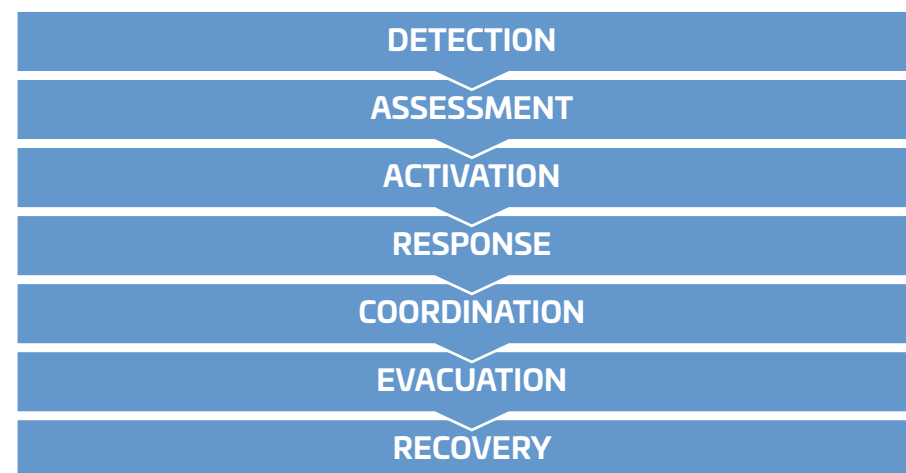 DETECTION
ASSESSMENT
ACTIVATION
RESPONSE
COORDINATION
EVACUATION
RECOVERY